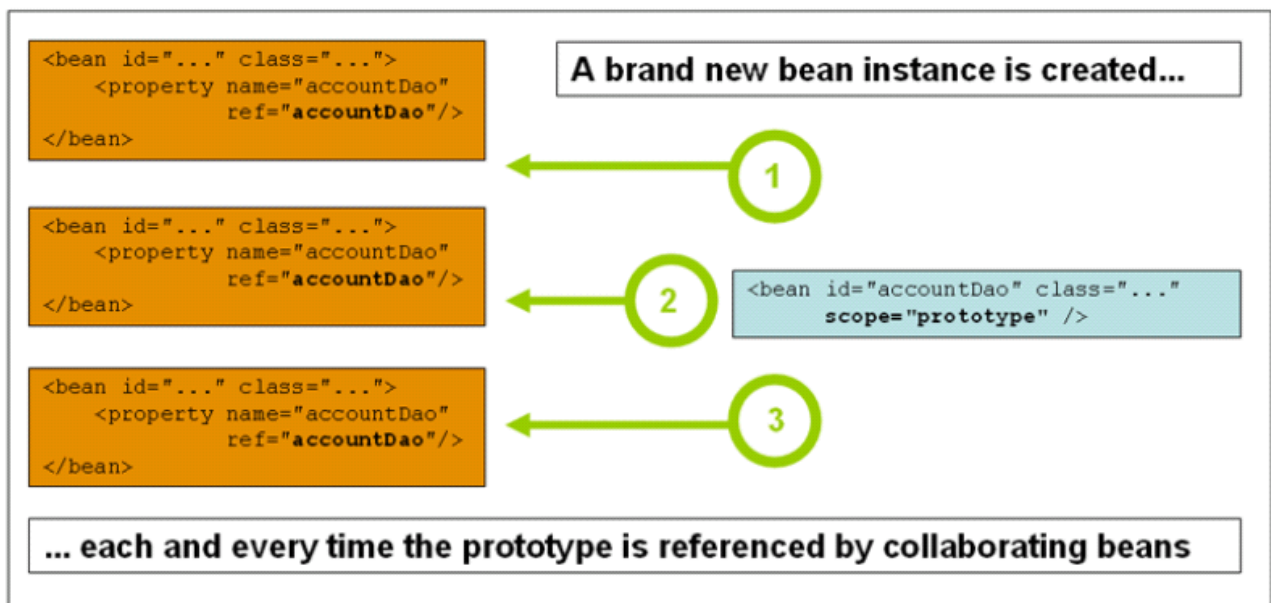 <bean id="..." class="...">
    <property name="accountDao"
              ref="accountDao"/>
</bean>
A brand new bean instance is created...
1
<bean id="..." class="...">
    <property name="accountDao"
              ref="accountDao"/>
</bean>
2
<bean id="accountDao" class="..."
      scope="prototype" />
<bean id="..." class="...">
    <property name="accountDao"
              ref="accountDao"/>
</bean>
3
... each and every time the prototype is referenced by collaborating beans